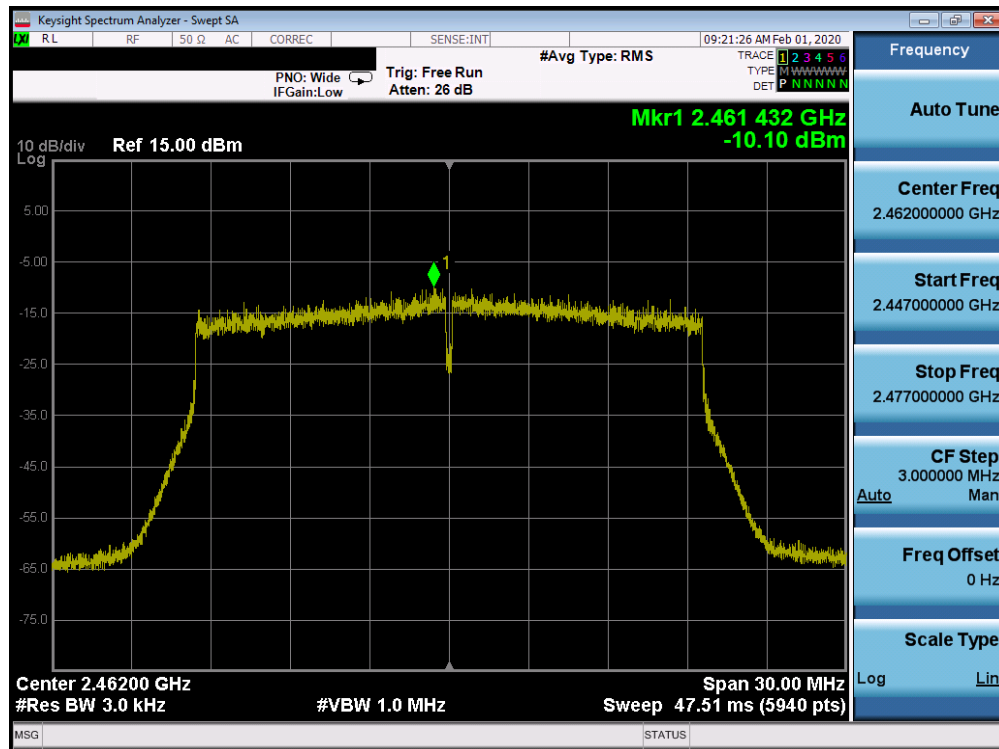 Keysight Spectrum Analyzer - Swept SA
LXI RL RF 50 Ω AC CORREC SENSE:INT 09:21:26 AM Feb 01, 2020
#Avg Type: RMS
TRACE 1 2 3 4 5 6
TYPE M WWWWW
DET P N N N N N
PNO: Wide
IFGain:Low
Trig: Free Run
Atten: 26 dB
Mkr1 2.461 432 GHz
-10.10 dBm
10 dB/div Ref 15.00 dBm
Log
5.00
-5.00
1
-15.0
-25.0
-35.0
-45.0
-55.0
-65.0
-75.0
Center 2.46200 GHz Span 30.00 MHz
#Res BW 3.0 kHz #VBW 1.0 MHz Sweep 47.51 ms (5940 pts)
MSG STATUS
Frequency
Auto Tune
Center Freq
2.462000000 GHz
Start Freq
2.447000000 GHz
Stop Freq
2.477000000 GHz
CF Step
3.000000 MHz
Auto Man
Freq Offset
0 Hz
Scale Type
Log Lin